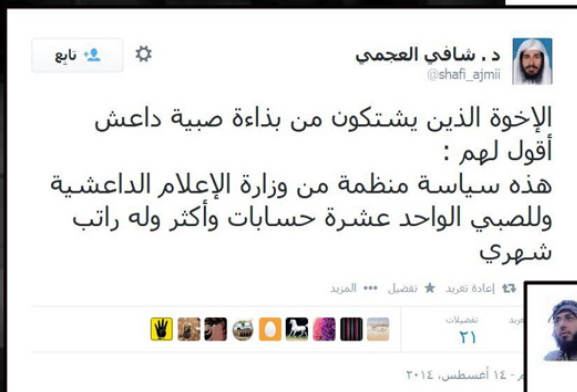 د . شافي العجمي
@shafi_ajmii
تابع
الإخوة الذين يشتكون من بذاءة صبية داعش
أقول لهم :
هذه سياسة منظمة من وزارة الإعلام الداعشية
وللصبي الواحد عشرة حسابات وأكثر وله راتب
شهري
إعادة تغريد تفضيل ••• المزيد
تفضيلات
٢١
١٤ أغسطس، ٢٠١٤